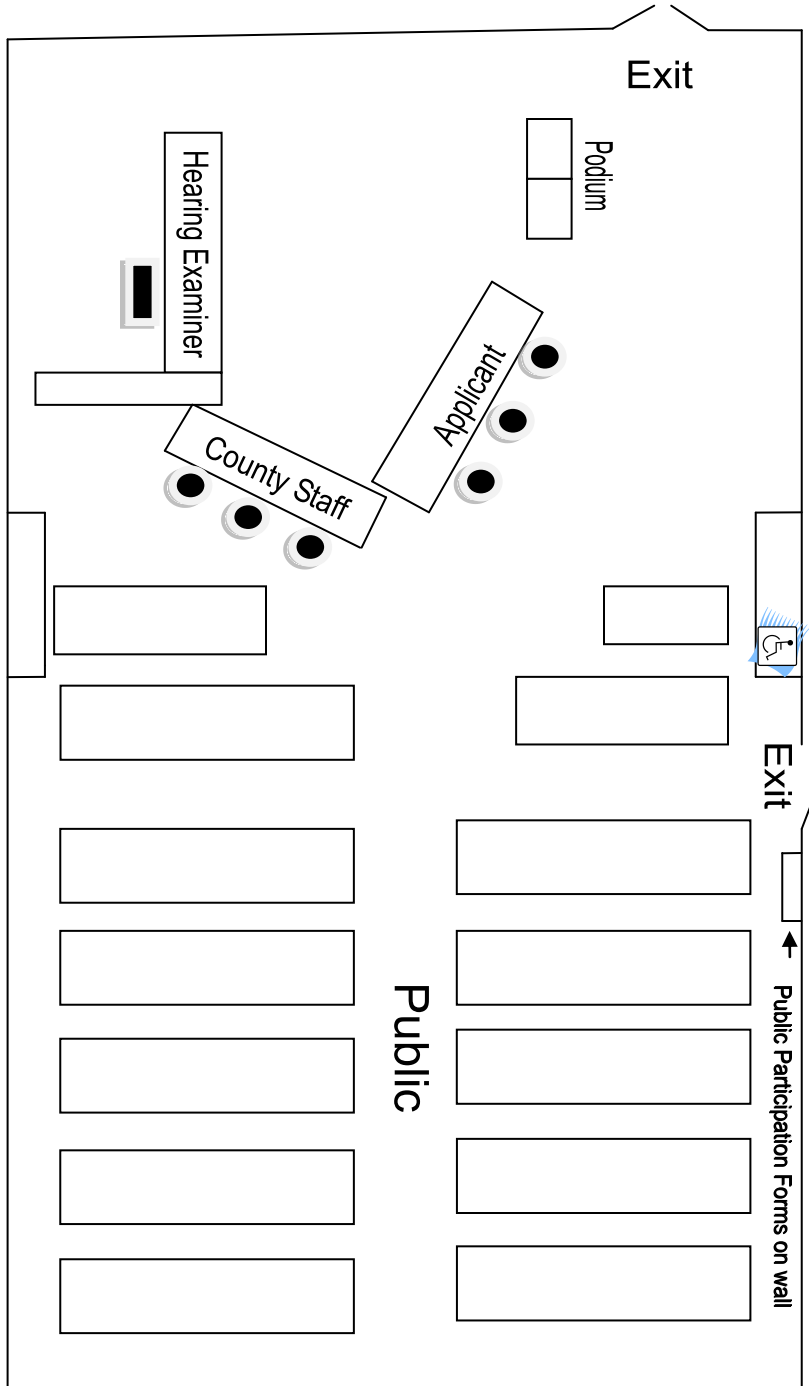 Exit
Podium
Hearing Examiner
Applicant
County Staff
Exit
Public
Public Participation Forms on wall